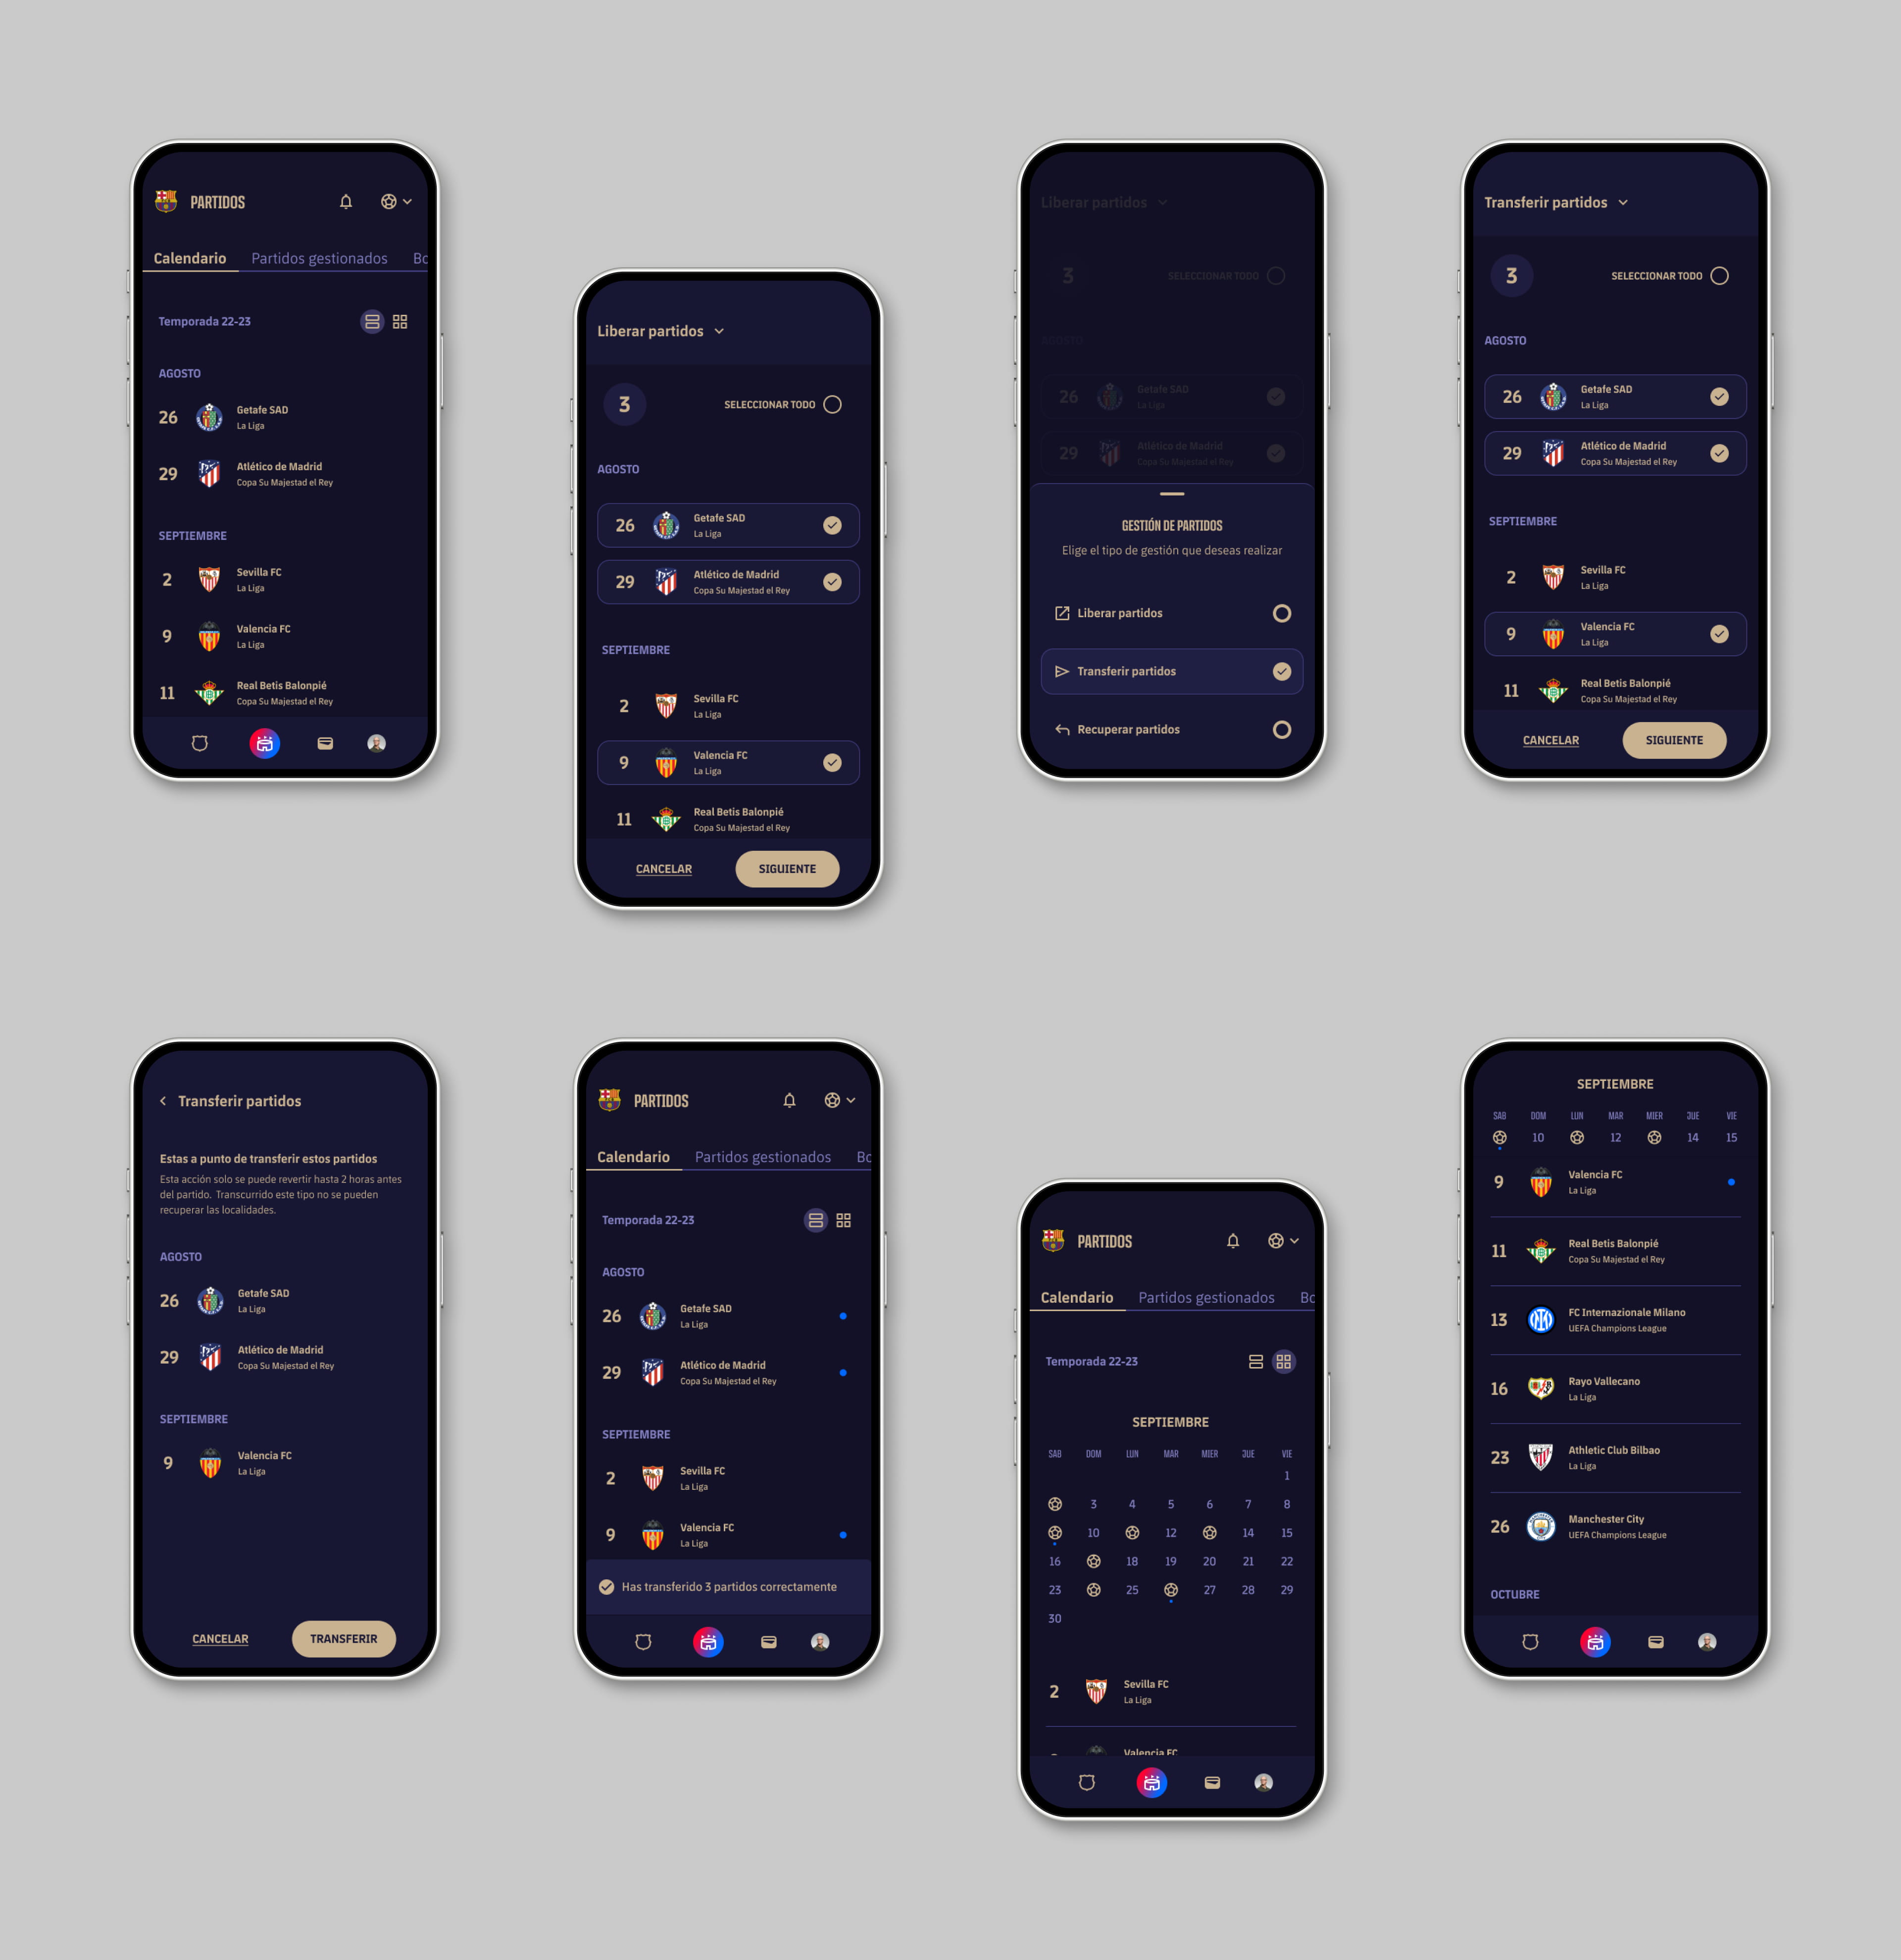 PARTIDOS
Calendario Partidos gestionados Bo
Temporada 22-23
AGOSTO
26 Getafe SAD
La Liga
29 Atlético de Madrid
Copa Su Majestad el Rey
SEPTIEMBRE
2 Sevilla FC
La Liga
9 Valencia FC
La Liga
11 Real Betis Balonpié
Copa Su Majestad el Rey
Liberar partidos
3 SELECCIONAR TODO
AGOSTO
26 Getafe SAD
La Liga
29 Atlético de Madrid
Copa Su Majestad el Rey
SEPTIEMBRE
2 Sevilla FC
La Liga
9 Valencia FC
La Liga
11 Real Betis Balonpié
Copa Su Majestad el Rey
CANCELAR SIGUIENTE
Liberar partidos
3 SELECCIONAR TODO
AGOSTO
26 Getafe SAD
La Liga
29 Atlético de Madrid
Copa Su Majestad el Rey
GESTIÓN DE PARTIDOS
Elige el tipo de gestión que deseas realizar
Liberar partidos
Transferir partidos
Recuperar partidos
Transferir partidos
3 SELECCIONAR TODO
AGOSTO
26 Getafe SAD
La Liga
29 Atlético de Madrid
Copa Su Majestad el Rey
SEPTIEMBRE
2 Sevilla FC
La Liga
9 Valencia FC
La Liga
11 Real Betis Balonpié
Copa Su Majestad el Rey
CANCELAR SIGUIENTE
Transferir partidos
Estas a punto de transferir estos partidos
Esta acción solo se puede revertir hasta 2 horas antes
del partido. Transcurrido este tipo no se pueden
recuperar las localidades.
AGOSTO
26 Getafe SAD
La Liga
29 Atlético de Madrid
Copa Su Majestad el Rey
SEPTIEMBRE
9 Valencia FC
La Liga
CANCELAR TRANSFERIR
PARTIDOS
Calendario Partidos gestionados Bo
Temporada 22-23
AGOSTO
26 Getafe SAD
La Liga
29 Atlético de Madrid
Copa Su Majestad el Rey
SEPTIEMBRE
2 Sevilla FC
La Liga
9 Valencia FC
La Liga
Has transferido 3 partidos correctamente
PARTIDOS
Calendario Partidos gestionados Bo
Temporada 22-23
SEPTIEMBRE
SAB DOM LUN MAR MIER JUE VIE
1
3 4 5 6 7 8
10 12 14 15
16 18 19 20 21 22
23 25 27 28 29
30
2 Sevilla FC
La Liga
Valencia FC
SEPTIEMBRE
SAB DOM LUN MAR MIER JUE VIE
10 12 14 15
9 Valencia FC
La Liga
11 Real Betis Balonpié
Copa Su Majestad el Rey
13 FC Internazionale Milano
UEFA Champions League
16 Rayo Vallecano
La Liga
23 Athletic Club Bilbao
La Liga
26 Manchester City
UEFA Champions League
OCTUBRE